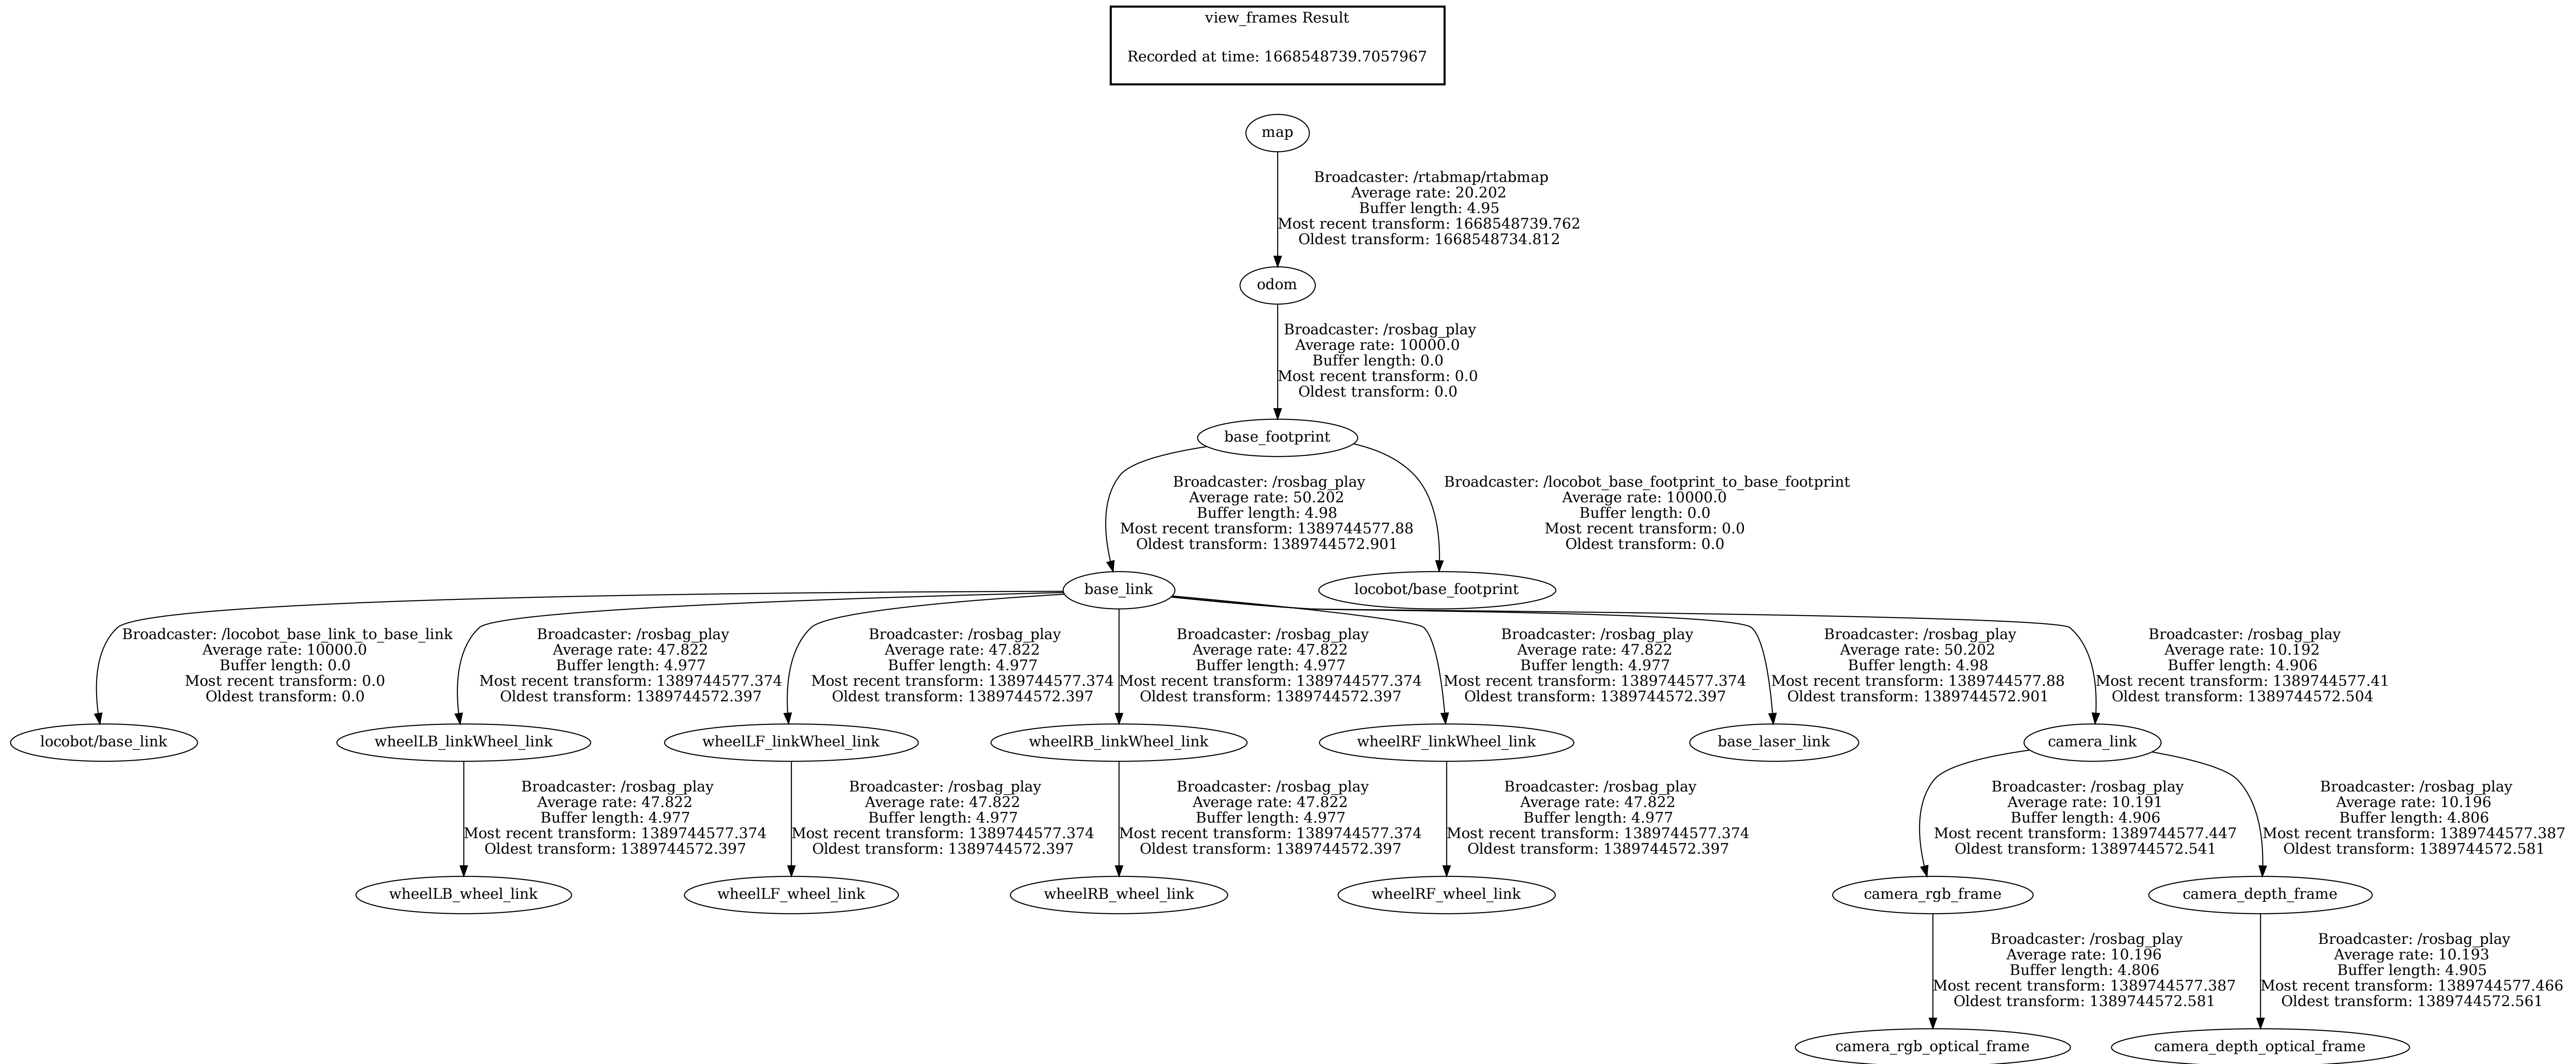 view_frames Result
Recorded at time: 1668548739.7057967
map
Broadcaster: /rtabmap/rtabmap
Average rate: 20.202
Buffer length: 4.95
Most recent transform: 1668548739.762
Oldest transform: 1668548734.812
odom
Broadcaster: /rosbag_play
Average rate: 10000.0
Buffer length: 0.0
Most recent transform: 0.0
Oldest transform: 0.0
base_footprint
Broadcaster: /rosbag_play
Average rate: 50.202
Buffer length: 4.98
Most recent transform: 1389744577.88
Oldest transform: 1389744572.901
Broadcaster: /locobot_base_footprint_to_base_footprint
Average rate: 10000.0
Buffer length: 0.0
Most recent transform: 0.0
Oldest transform: 0.0
base_link
locobot/base_footprint
Broadcaster: /locobot_base_link_to_base_link
Average rate: 10000.0
Buffer length: 0.0
Most recent transform: 0.0
Oldest transform: 0.0
Broadcaster: /rosbag_play
Average rate: 47.822
Buffer length: 4.977
Most recent transform: 1389744577.374
Oldest transform: 1389744572.397
Broadcaster: /rosbag_play
Average rate: 47.822
Buffer length: 4.977
Most recent transform: 1389744577.374
Oldest transform: 1389744572.397
Broadcaster: /rosbag_play
Average rate: 47.822
Buffer length: 4.977
Most recent transform: 1389744577.374
Oldest transform: 1389744572.397
Broadcaster: /rosbag_play
Average rate: 47.822
Buffer length: 4.977
Most recent transform: 1389744577.374
Oldest transform: 1389744572.397
Broadcaster: /rosbag_play
Average rate: 50.202
Buffer length: 4.98
Most recent transform: 1389744577.88
Oldest transform: 1389744572.901
Broadcaster: /rosbag_play
Average rate: 10.192
Buffer length: 4.906
Most recent transform: 1389744577.41
Oldest transform: 1389744572.504
locobot/base_link
wheelLB_linkWheel_link
wheelLF_linkWheel_link
wheelRB_linkWheel_link
wheelRF_linkWheel_link
base_laser_link
camera_link
Broadcaster: /rosbag_play
Average rate: 47.822
Buffer length: 4.977
Most recent transform: 1389744577.374
Oldest transform: 1389744572.397
Broadcaster: /rosbag_play
Average rate: 47.822
Buffer length: 4.977
Most recent transform: 1389744577.374
Oldest transform: 1389744572.397
Broadcaster: /rosbag_play
Average rate: 47.822
Buffer length: 4.977
Most recent transform: 1389744577.374
Oldest transform: 1389744572.397
Broadcaster: /rosbag_play
Average rate: 47.822
Buffer length: 4.977
Most recent transform: 1389744577.374
Oldest transform: 1389744572.397
Broadcaster: /rosbag_play
Average rate: 10.191
Buffer length: 4.906
Most recent transform: 1389744577.447
Oldest transform: 1389744572.541
Broadcaster: /rosbag_play
Average rate: 10.196
Buffer length: 4.806
Most recent transform: 1389744577.387
Oldest transform: 1389744572.581
wheelLB_wheel_link
wheelLF_wheel_link
wheelRB_wheel_link
wheelRF_wheel_link
camera_rgb_frame
camera_depth_frame
Broadcaster: /rosbag_play
Average rate: 10.196
Buffer length: 4.806
Most recent transform: 1389744577.387
Oldest transform: 1389744572.581
Broadcaster: /rosbag_play
Average rate: 10.193
Buffer length: 4.905
Most recent transform: 1389744577.466
Oldest transform: 1389744572.561
camera_rgb_optical_frame
camera_depth_optical_frame